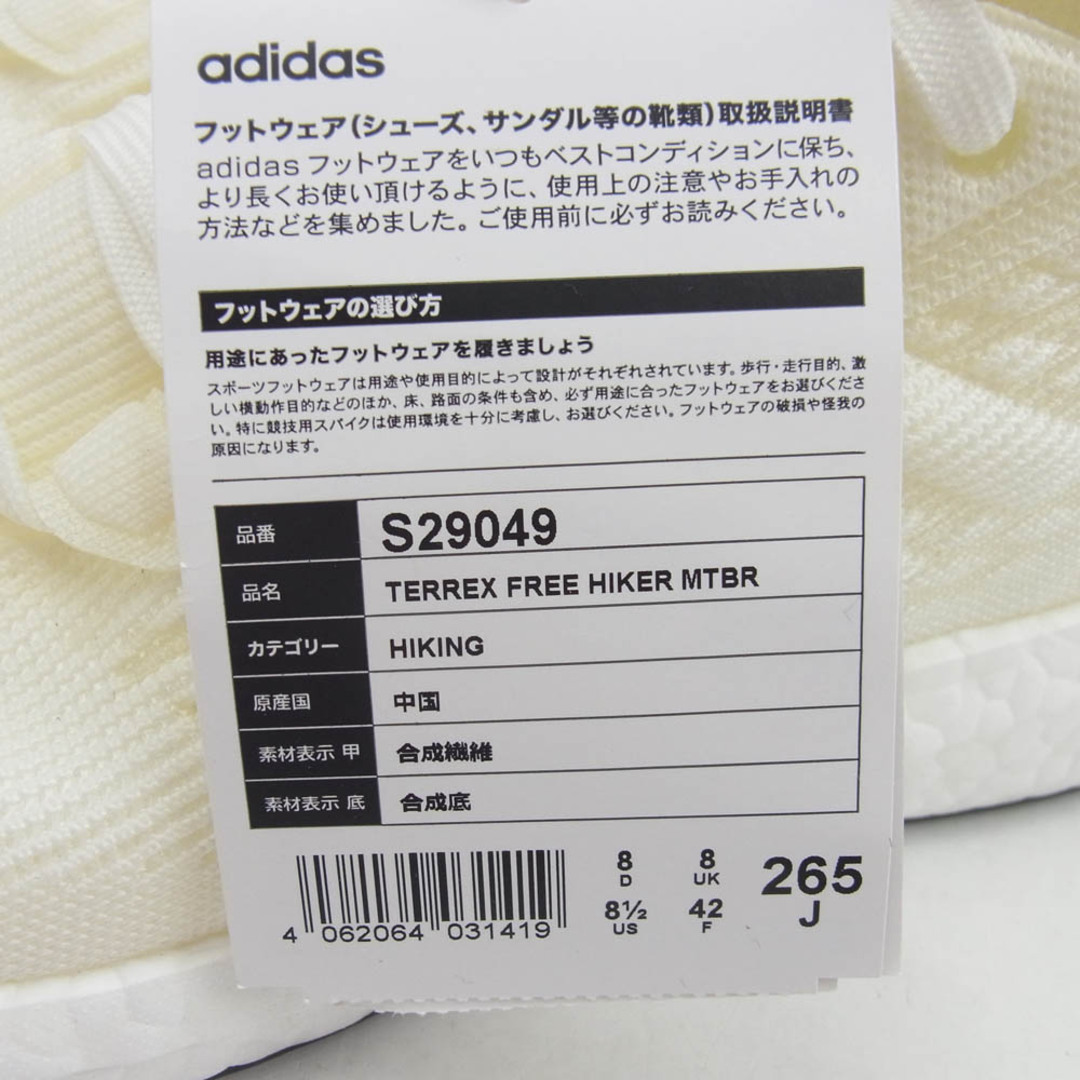 adidas
フットウェア(シューズ、サンダル等の靴類)取扱説明書
adidas フットウェアをいつもベストコンディションに保ち、
より長くお使い頂けるように、使用上の注意やお手入れの
方法などを集めました。ご使用前に必ずお読みください。
フットウェアの選び方
用途にあったフットウェアを履きましょう
スポーツフットウェアは用途や使用目的によって設計がそれぞれされています。歩行・走行目的、激
しい横動作目的などのほか、床、路面の条件も含め、必ず用途に合ったフットウェアをお選びくださ
い。特に競技用スパイクは使用環境を十分に考慮し、お選びください。フットウェアの破損や怪我の
原因になります。
品番 S29049
品名 TERREX FREE HIKER MTBR
カテゴリー HIKING
原産国 中国
素材表示 甲 合成繊維
素材表示 底 合成底
8 8 265
D UK J
8½ 42
US F
4 062064 031419